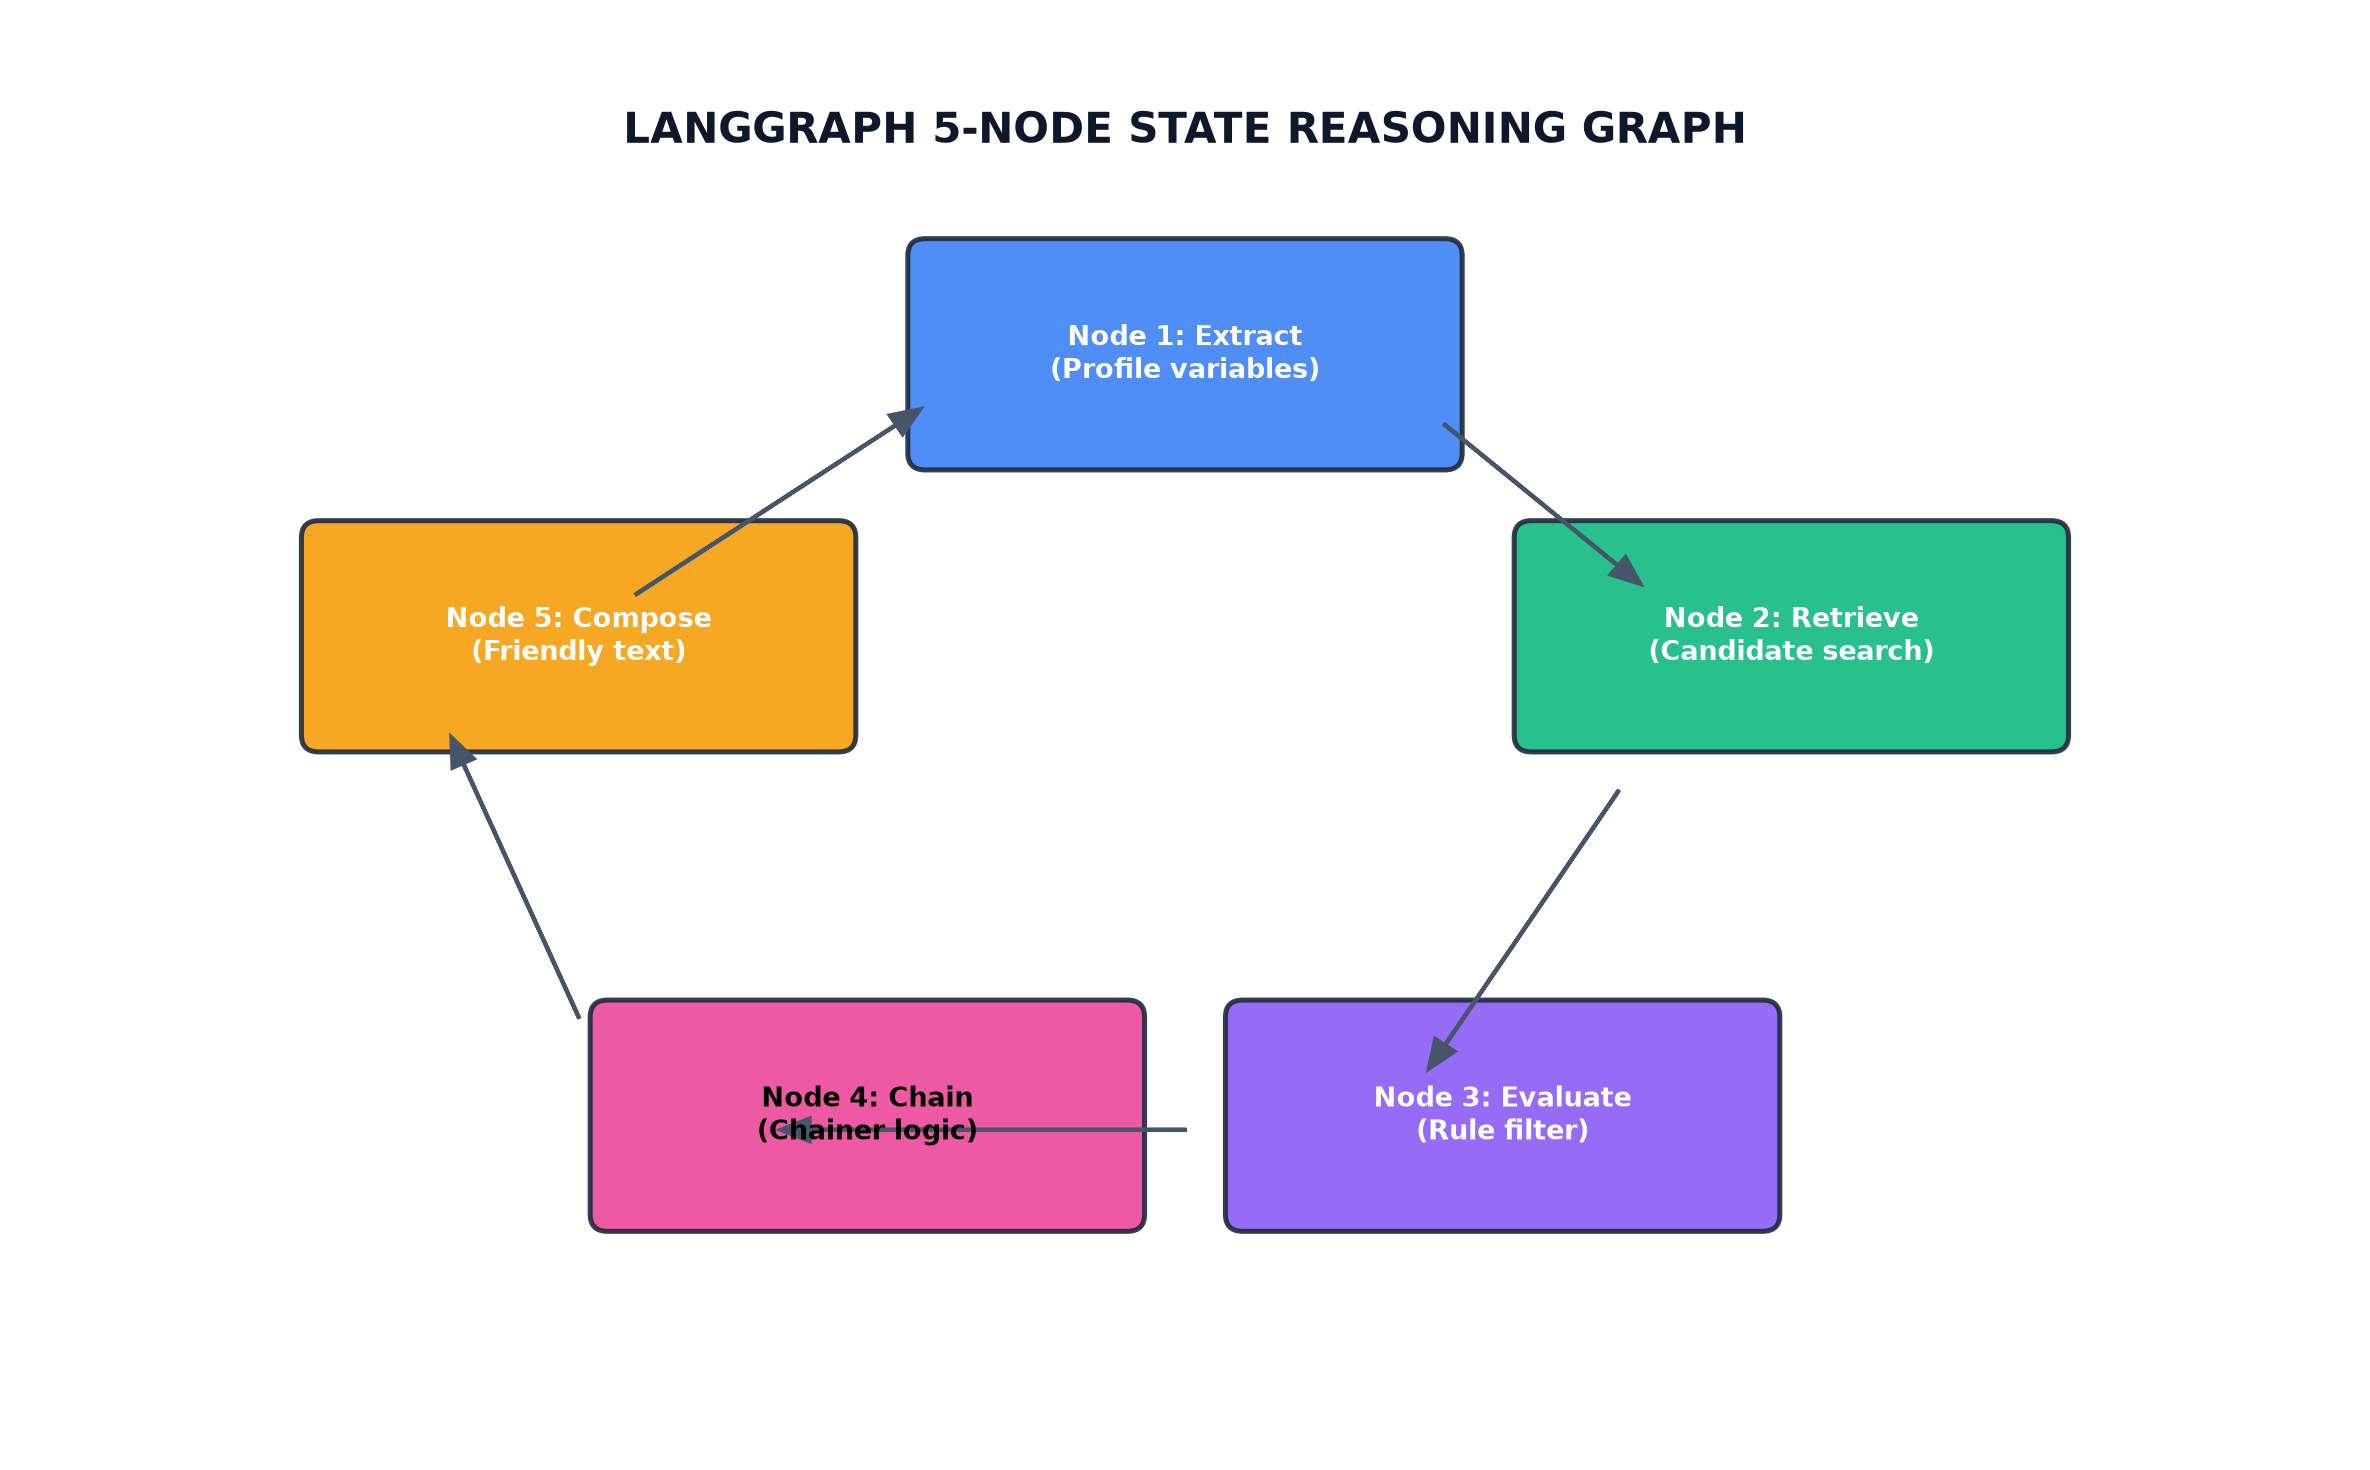 LANGGRAPH 5-NODE STATE REASONING GRAPH
Node 1: Extract
(Profile variables)
Node 2: Retrieve
(Candidate search)
Node 3: Evaluate
(Rule filter)
Node 4: Chain
(Chainer logic)
Node 5: Compose
(Friendly text)